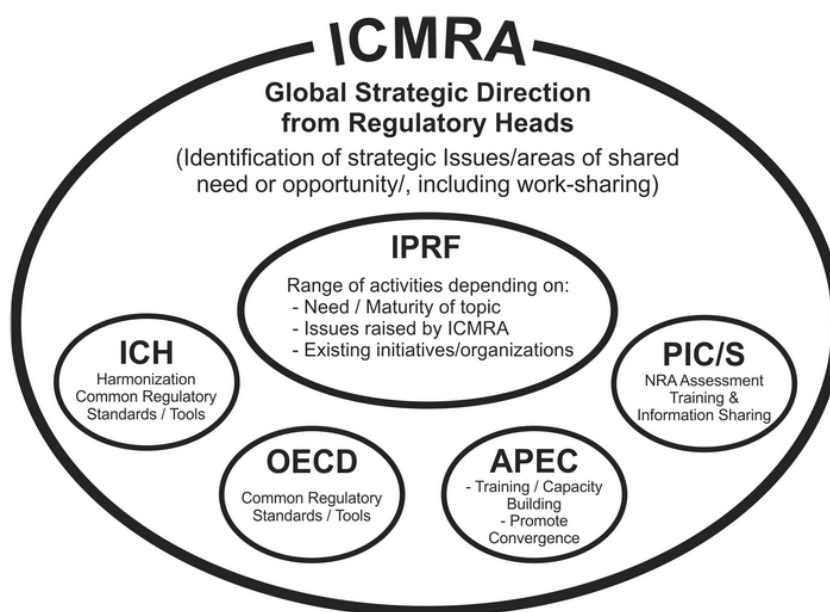 ICMRA
Global Strategic Direction
from Regulatory Heads
(Identification of strategic Issues/areas of shared
need or opportunity/, including work-sharing)
IPRF
Range of activities depending on:
- Need / Maturity of topic
- Issues raised by ICMRA
- Existing initiatives/organizations
ICH
Harmonization
Common Regulatory
Standards / Tools
PIC/S
NRA Assessment
Training &
Information Sharing
OECD
Common Regulatory
Standards / Tools
APEC
- Training / Capacity
Building
- Promote
Convergence